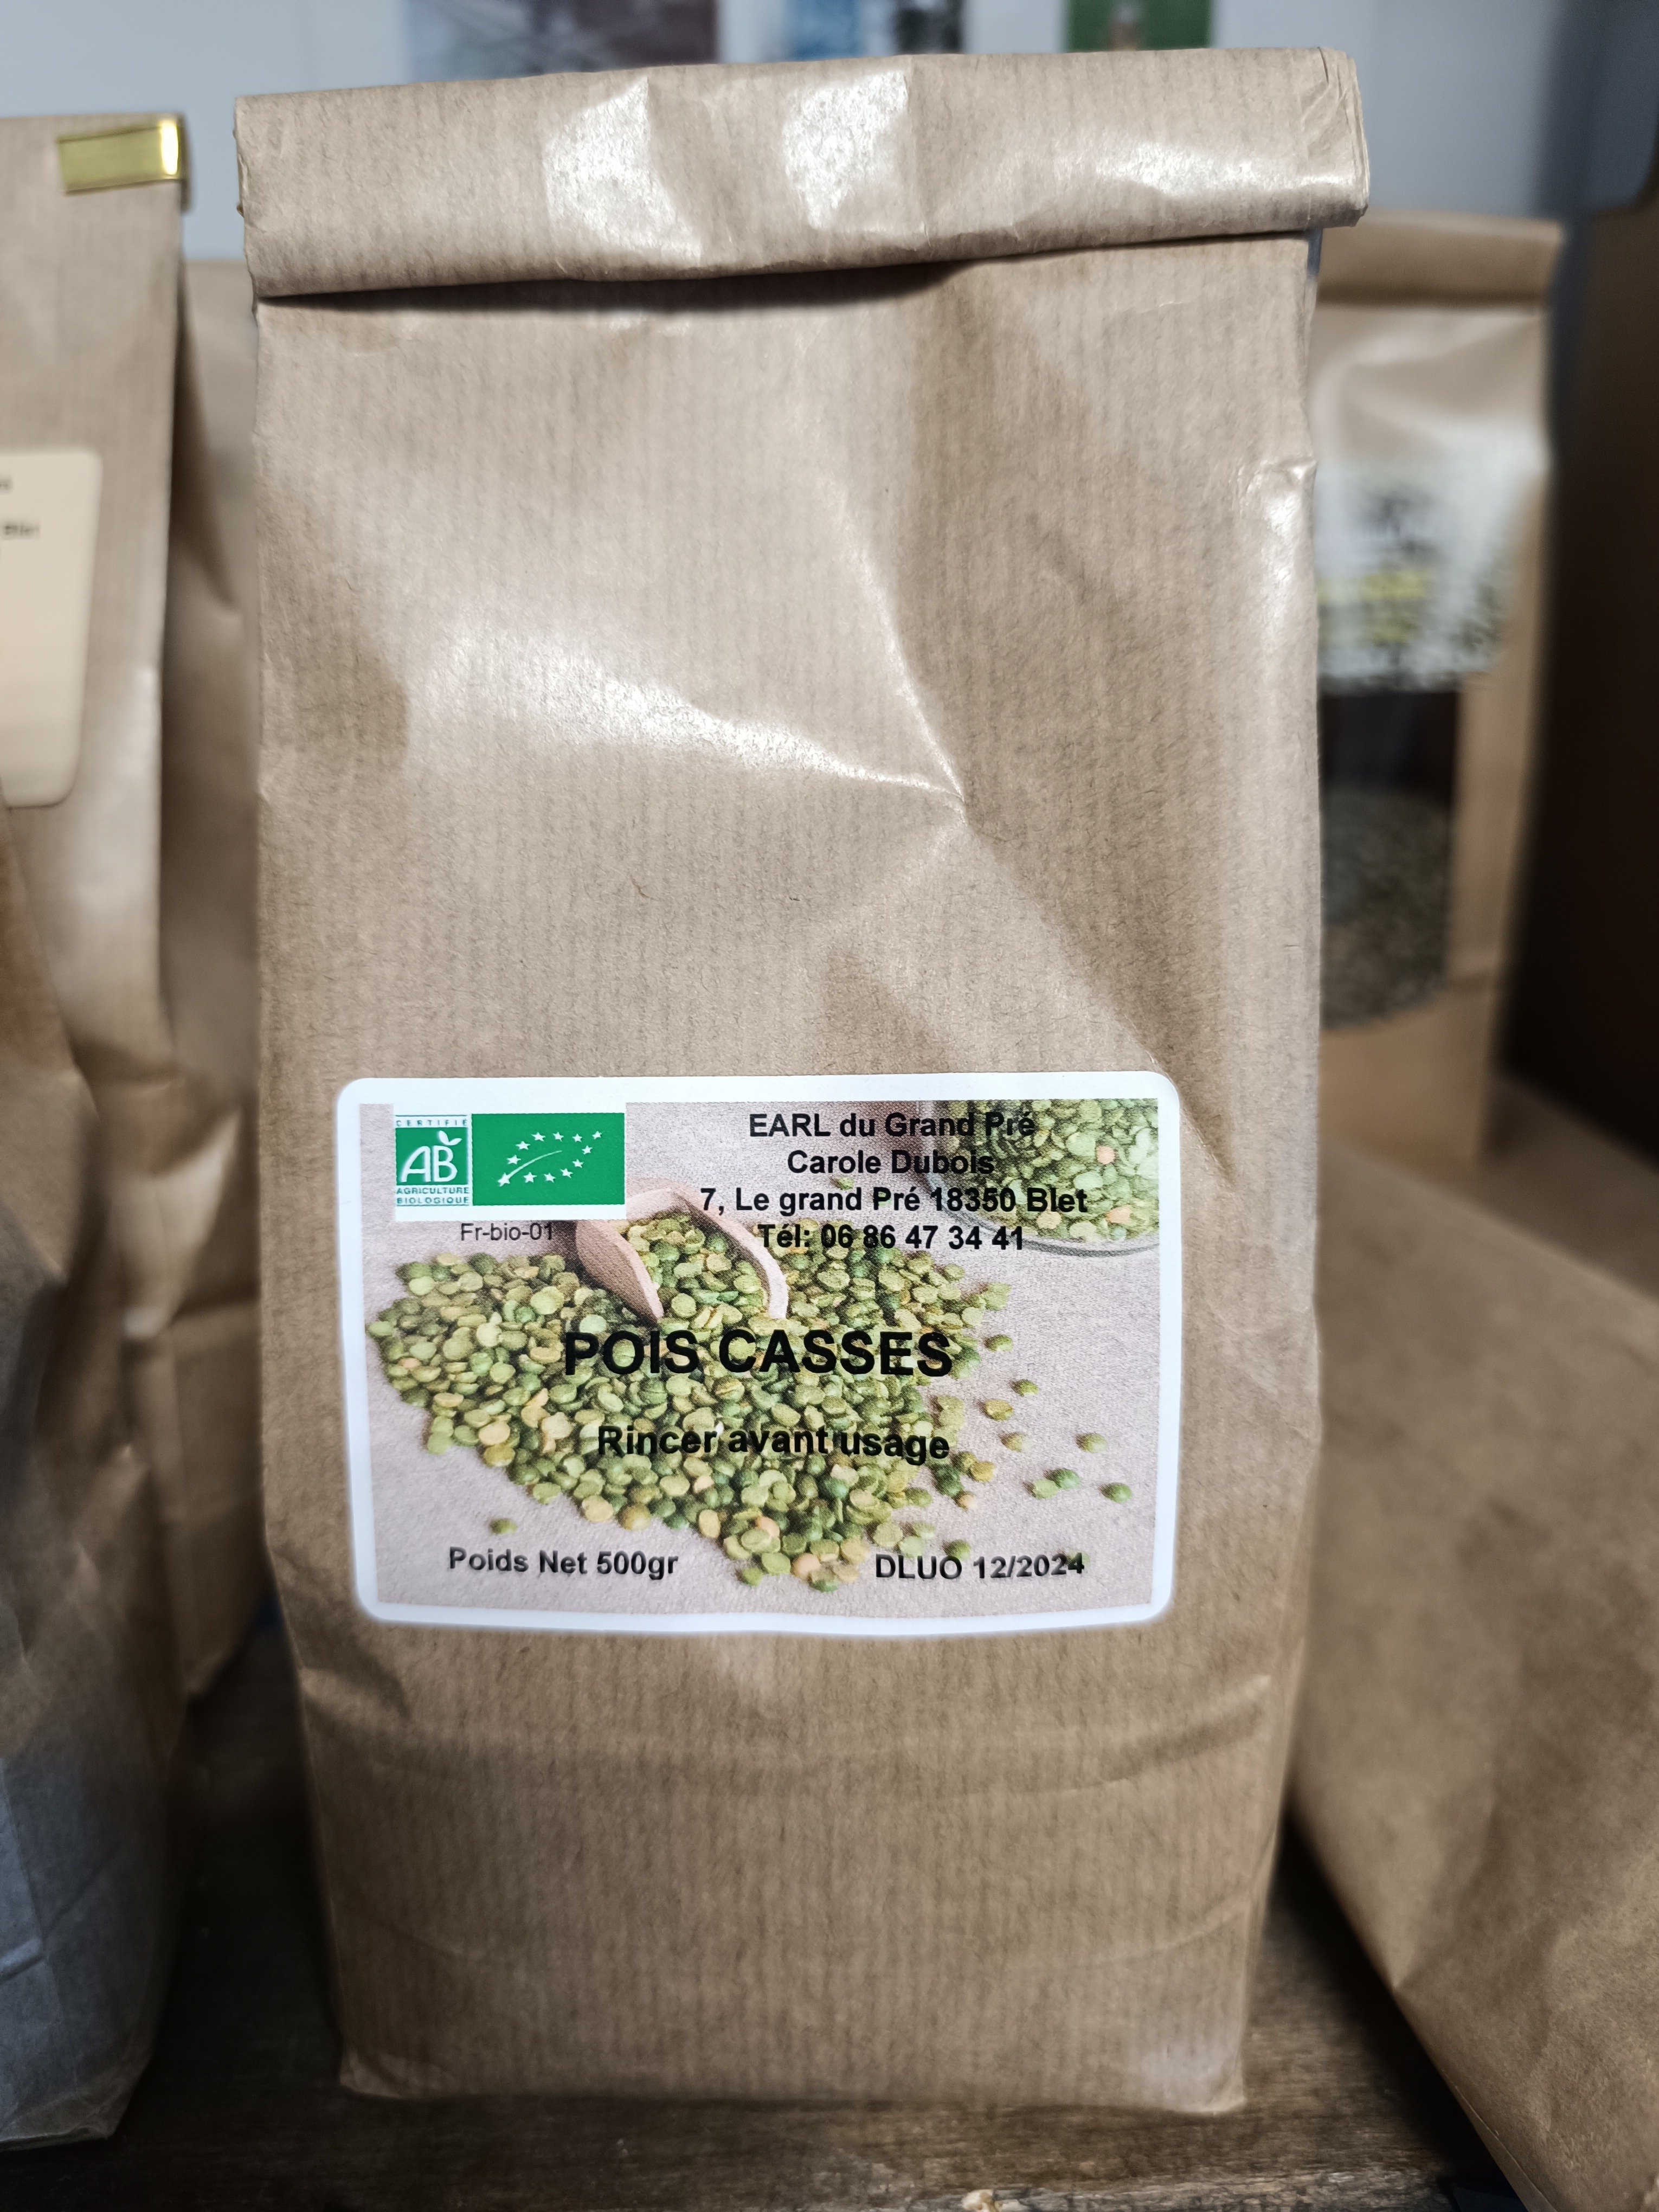 CERTIFIÉ
AB
AGRICULTURE
BIOLOGIQUE
Fr-bio-01
EARL du Grand Pré
Carole Dubois
7, Le grand Pré 18350 Blet
Tél: 06 86 47 34 41
POIS CASSES
Rincer avant usage
Poids Net 500gr
DLUO 12/2024